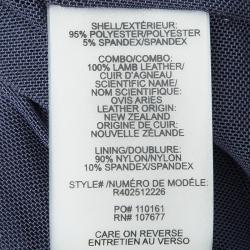 SHELL/EXTÉRIEUR:
95% POLYESTER/POLYESTER
5% SPANDEX/SPANDEX
COMBO/COMBO:
100% LAMB LEATHER/
CUIR D'AGNEAU
SCIENTIFIC NAME/
NOM SCIENTIFIQUE:
OVIS ARIES
LEATHER ORIGIN:
NEW ZEALAND
ORIGINE DE CUIR:
NOUVELLE ZÉLANDE
LINING/DOUBLURE:
90% NYLON/NYLON
10% SPANDEX/SPANDEX
STYLE# /NUMÉRO DE MODÈLE:
R402512226
PO# 110161
RN# 107677
CARE ON REVERSE
ENTRETIEN AU VERSO